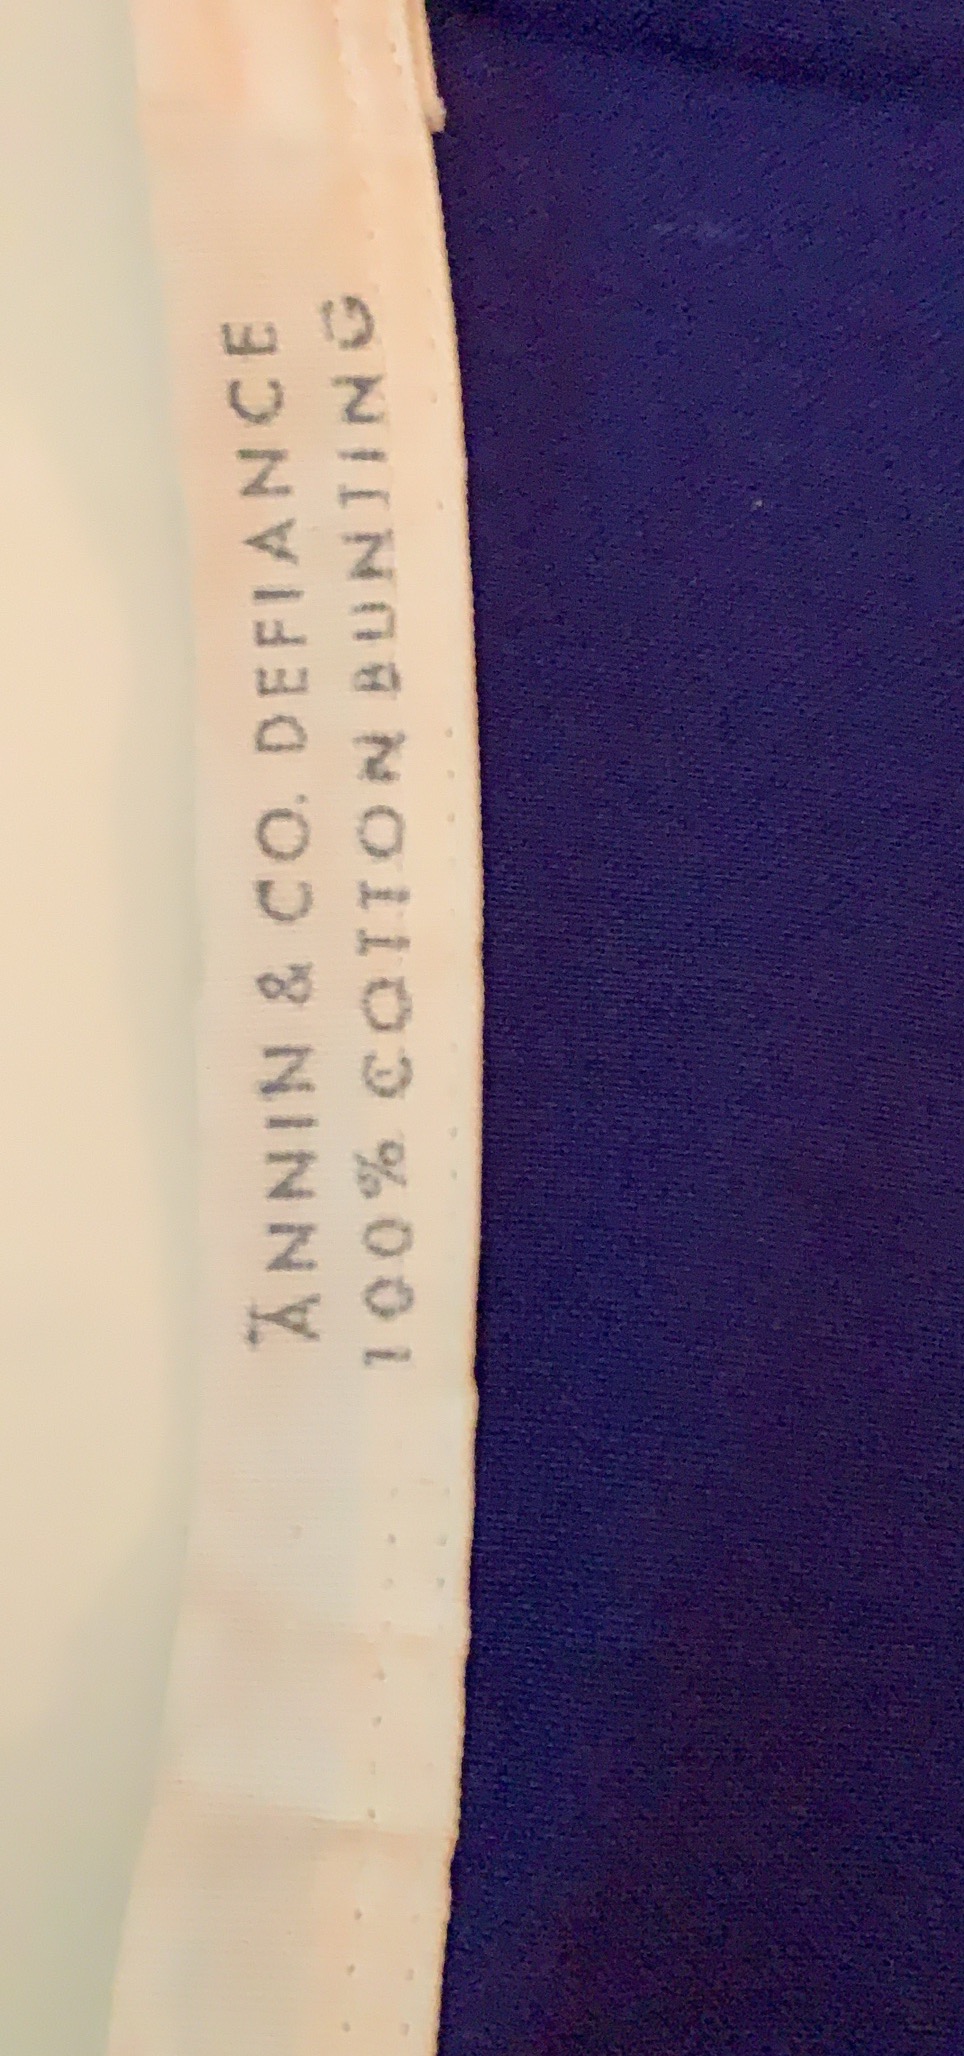 ANNIN & CO. DEFIANCE
100% COTTON BUNTING